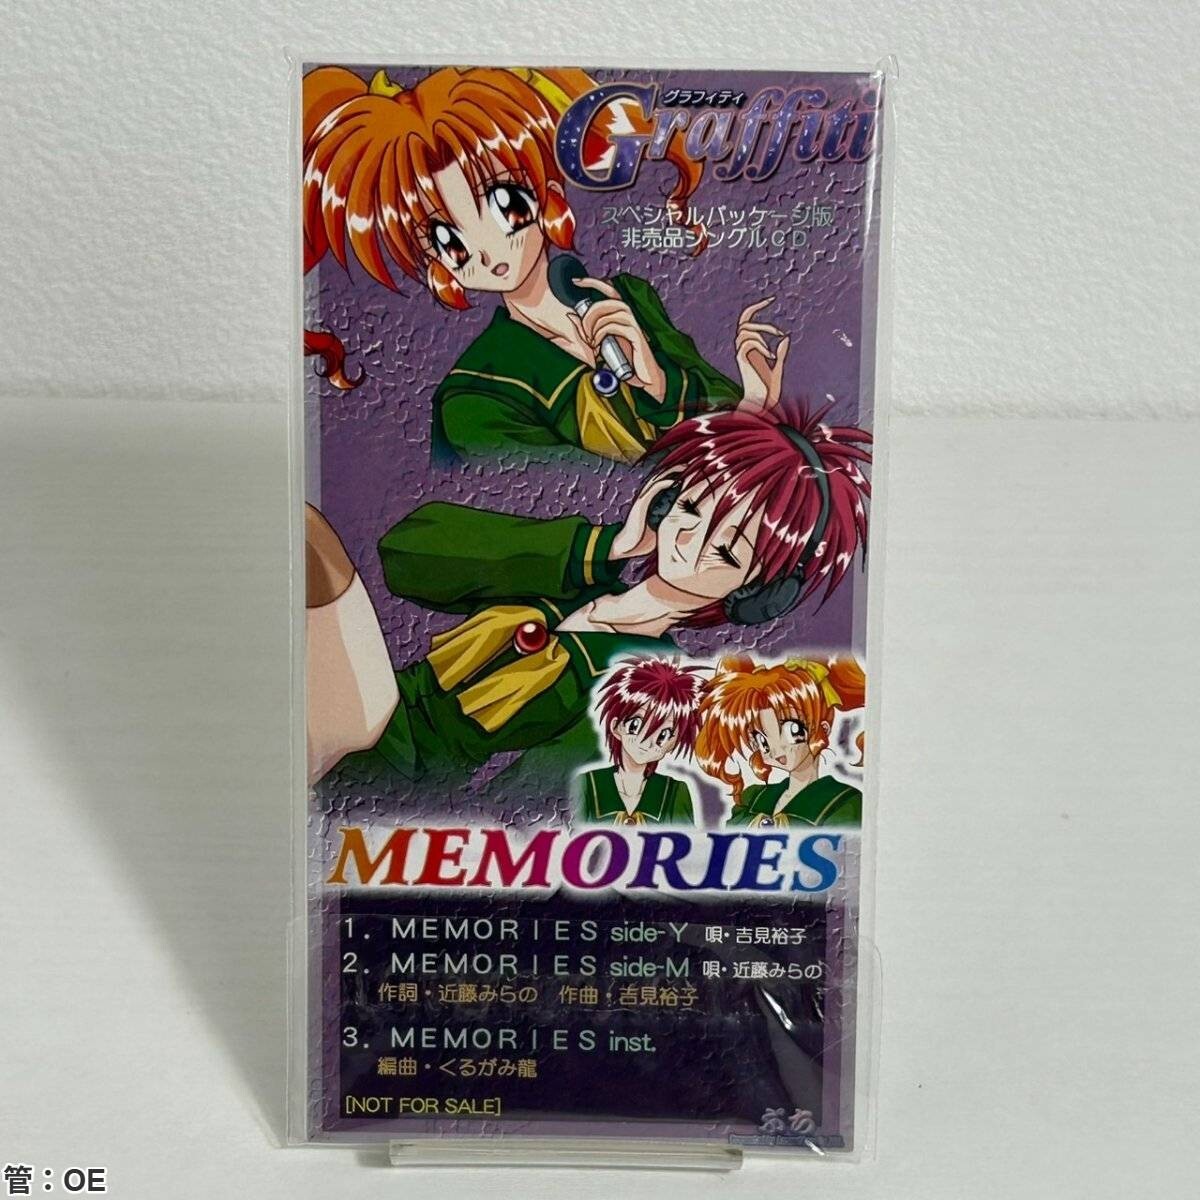 グラフィティ
Graffiti
スペシャルパッケージ版
非売品シングルCD
S
MEMORIES
1. MEMORIES side-Y 唄・吉見裕子
2. MEMORIES side-M 唄・近藤みらの
作詞・近藤みらの 作曲・吉見裕子
3. MEMORIES inst.
編曲・くるがみ龍
[NOT FOR SALE]
ぷち
管：OE